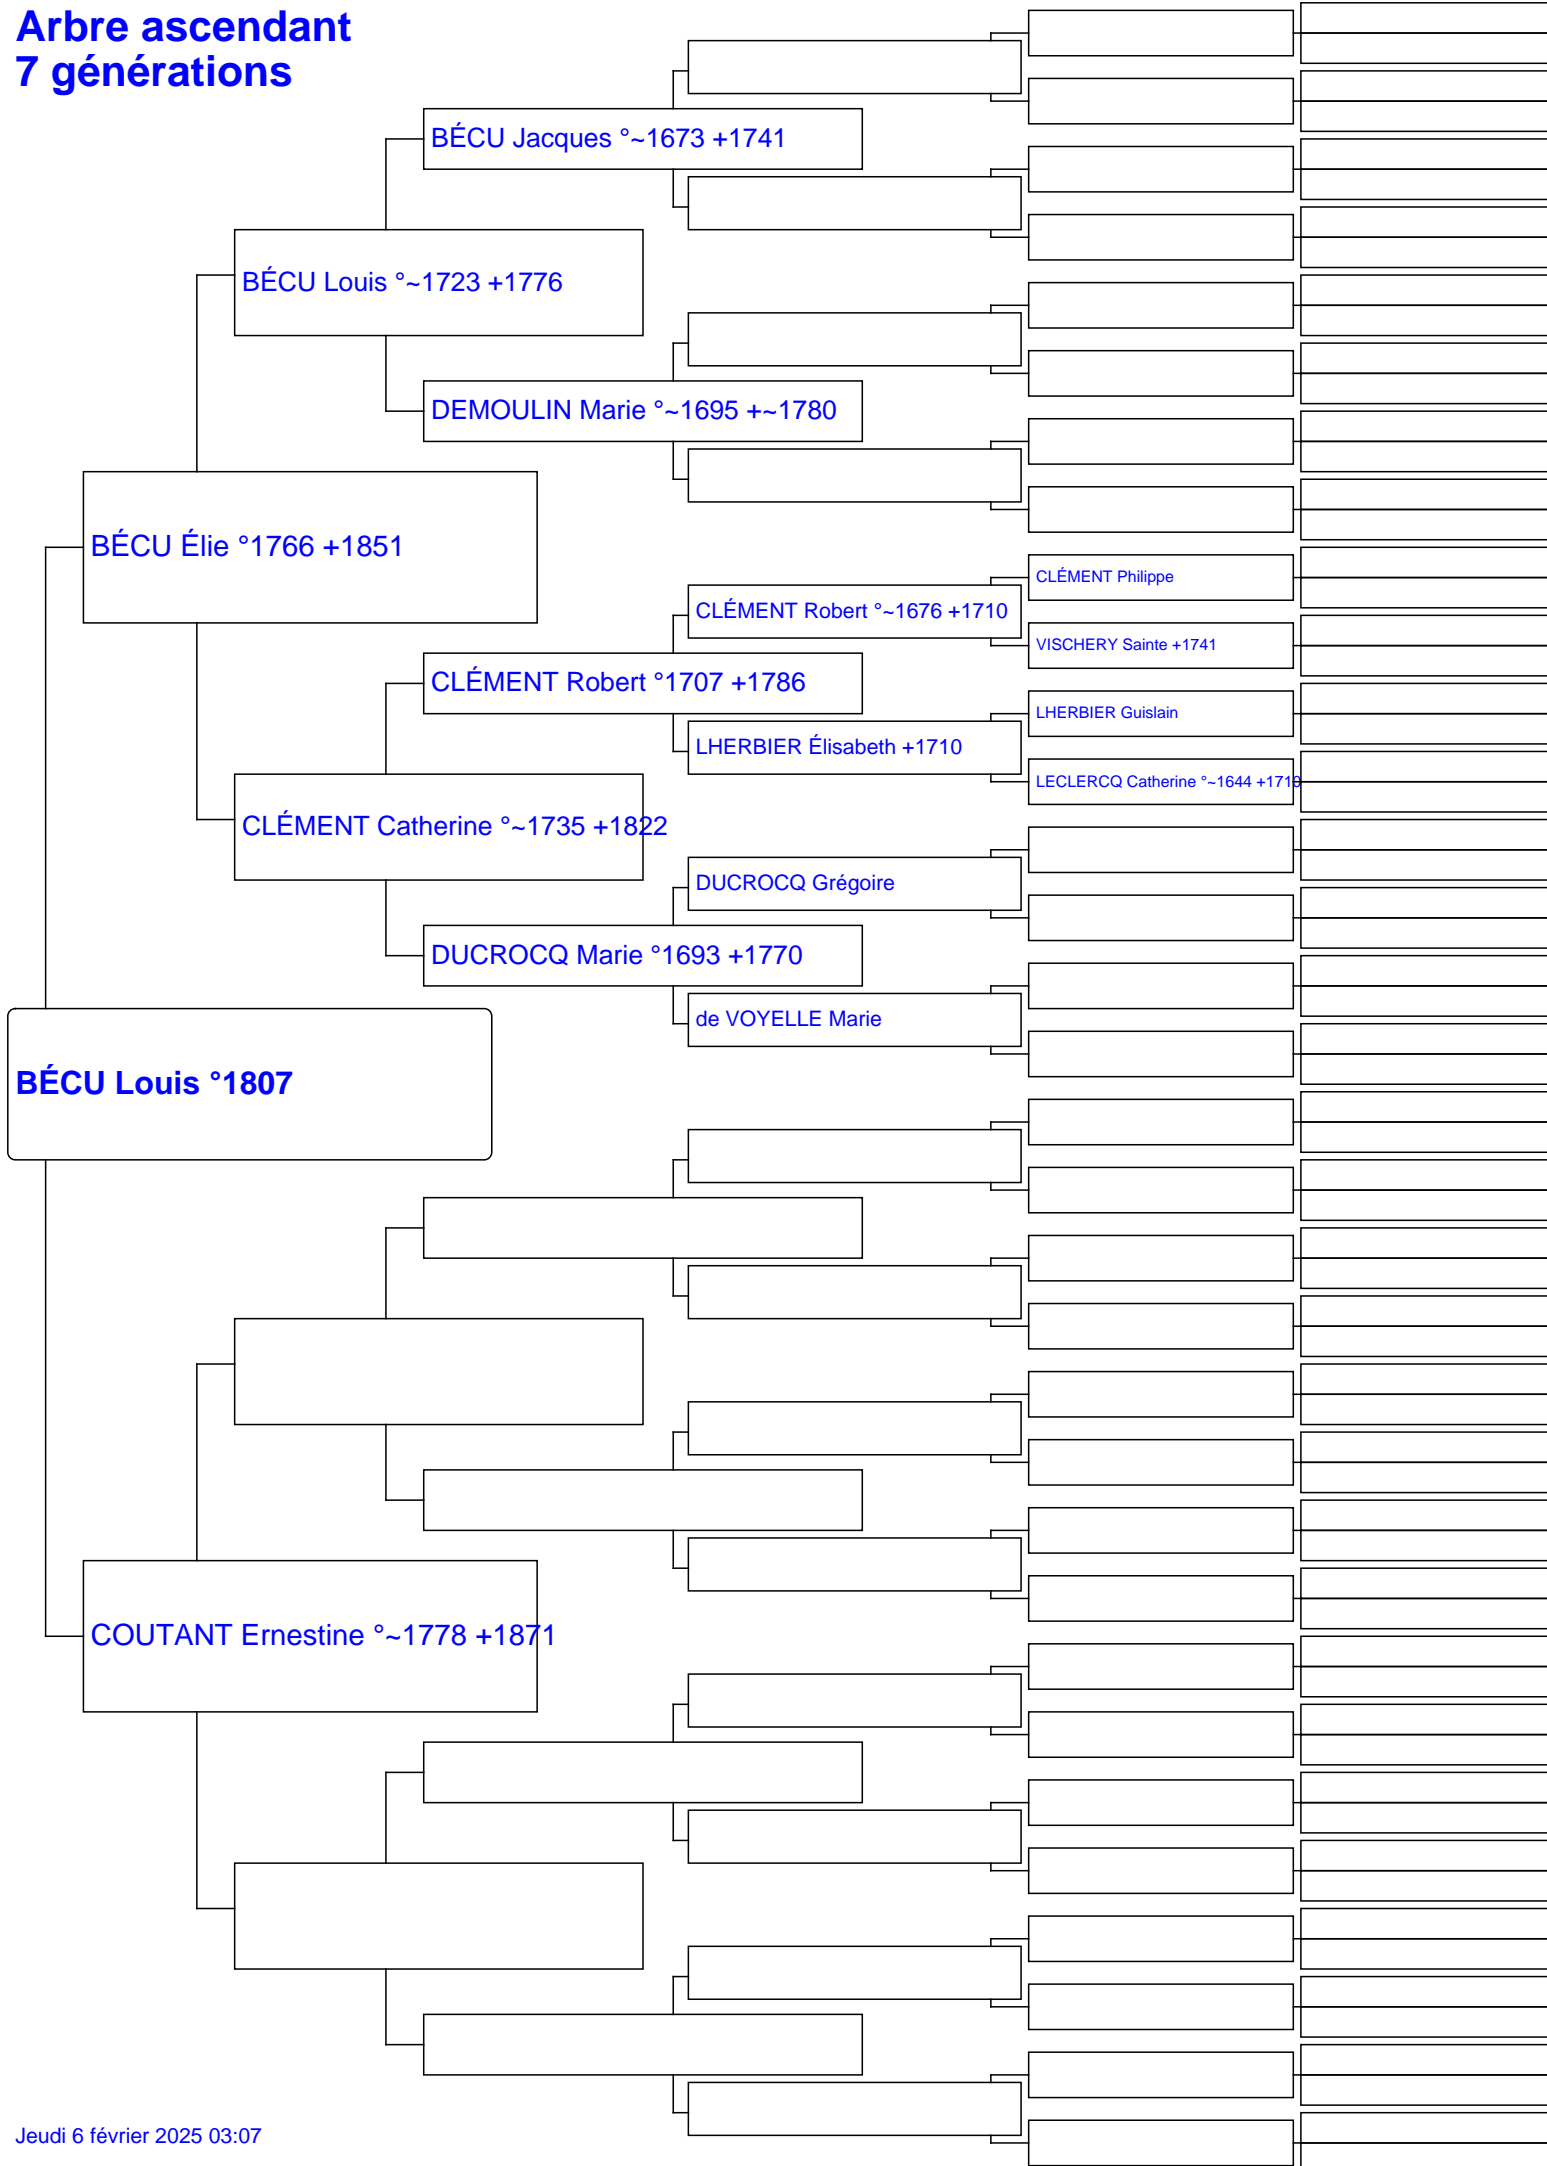 Arbre ascendant
7 générations
BÉCU Jacques °~1673 +1741
BÉCU Louis °~1723 +1776
DEMOULIN Marie °~1695 +~1780
BÉCU Élie °1766 +1851
CLÉMENT Philippe
CLÉMENT Robert °~1676 +1710
VISCHERY Sainte +1741
CLÉMENT Robert °1707 +1786
LHERBIER Guislain
LHERBIER Élisabeth +1710
LECLERCQ Catherine °~1644 +1710
CLÉMENT Catherine °~1735 +1822
DUCROCQ Grégoire
DUCROCQ Marie °1693 +1770
de VOYELLE Marie
BÉCU Louis °1807
COUTANT Ernestine °~1778 +1871
Jeudi 6 février 2025 03:07